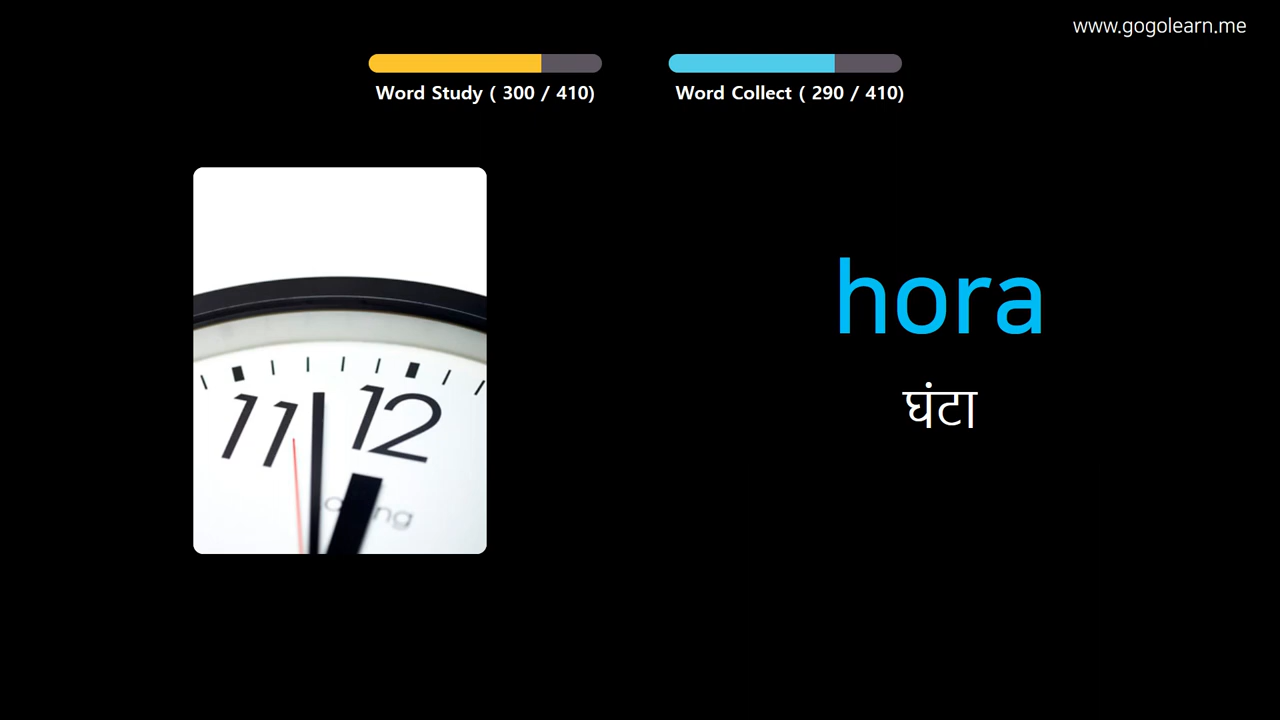 www.gogolearn.me
Word Study ( 300 / 410)
Word Collect ( 290 / 410)
hora
घंटा
11
12